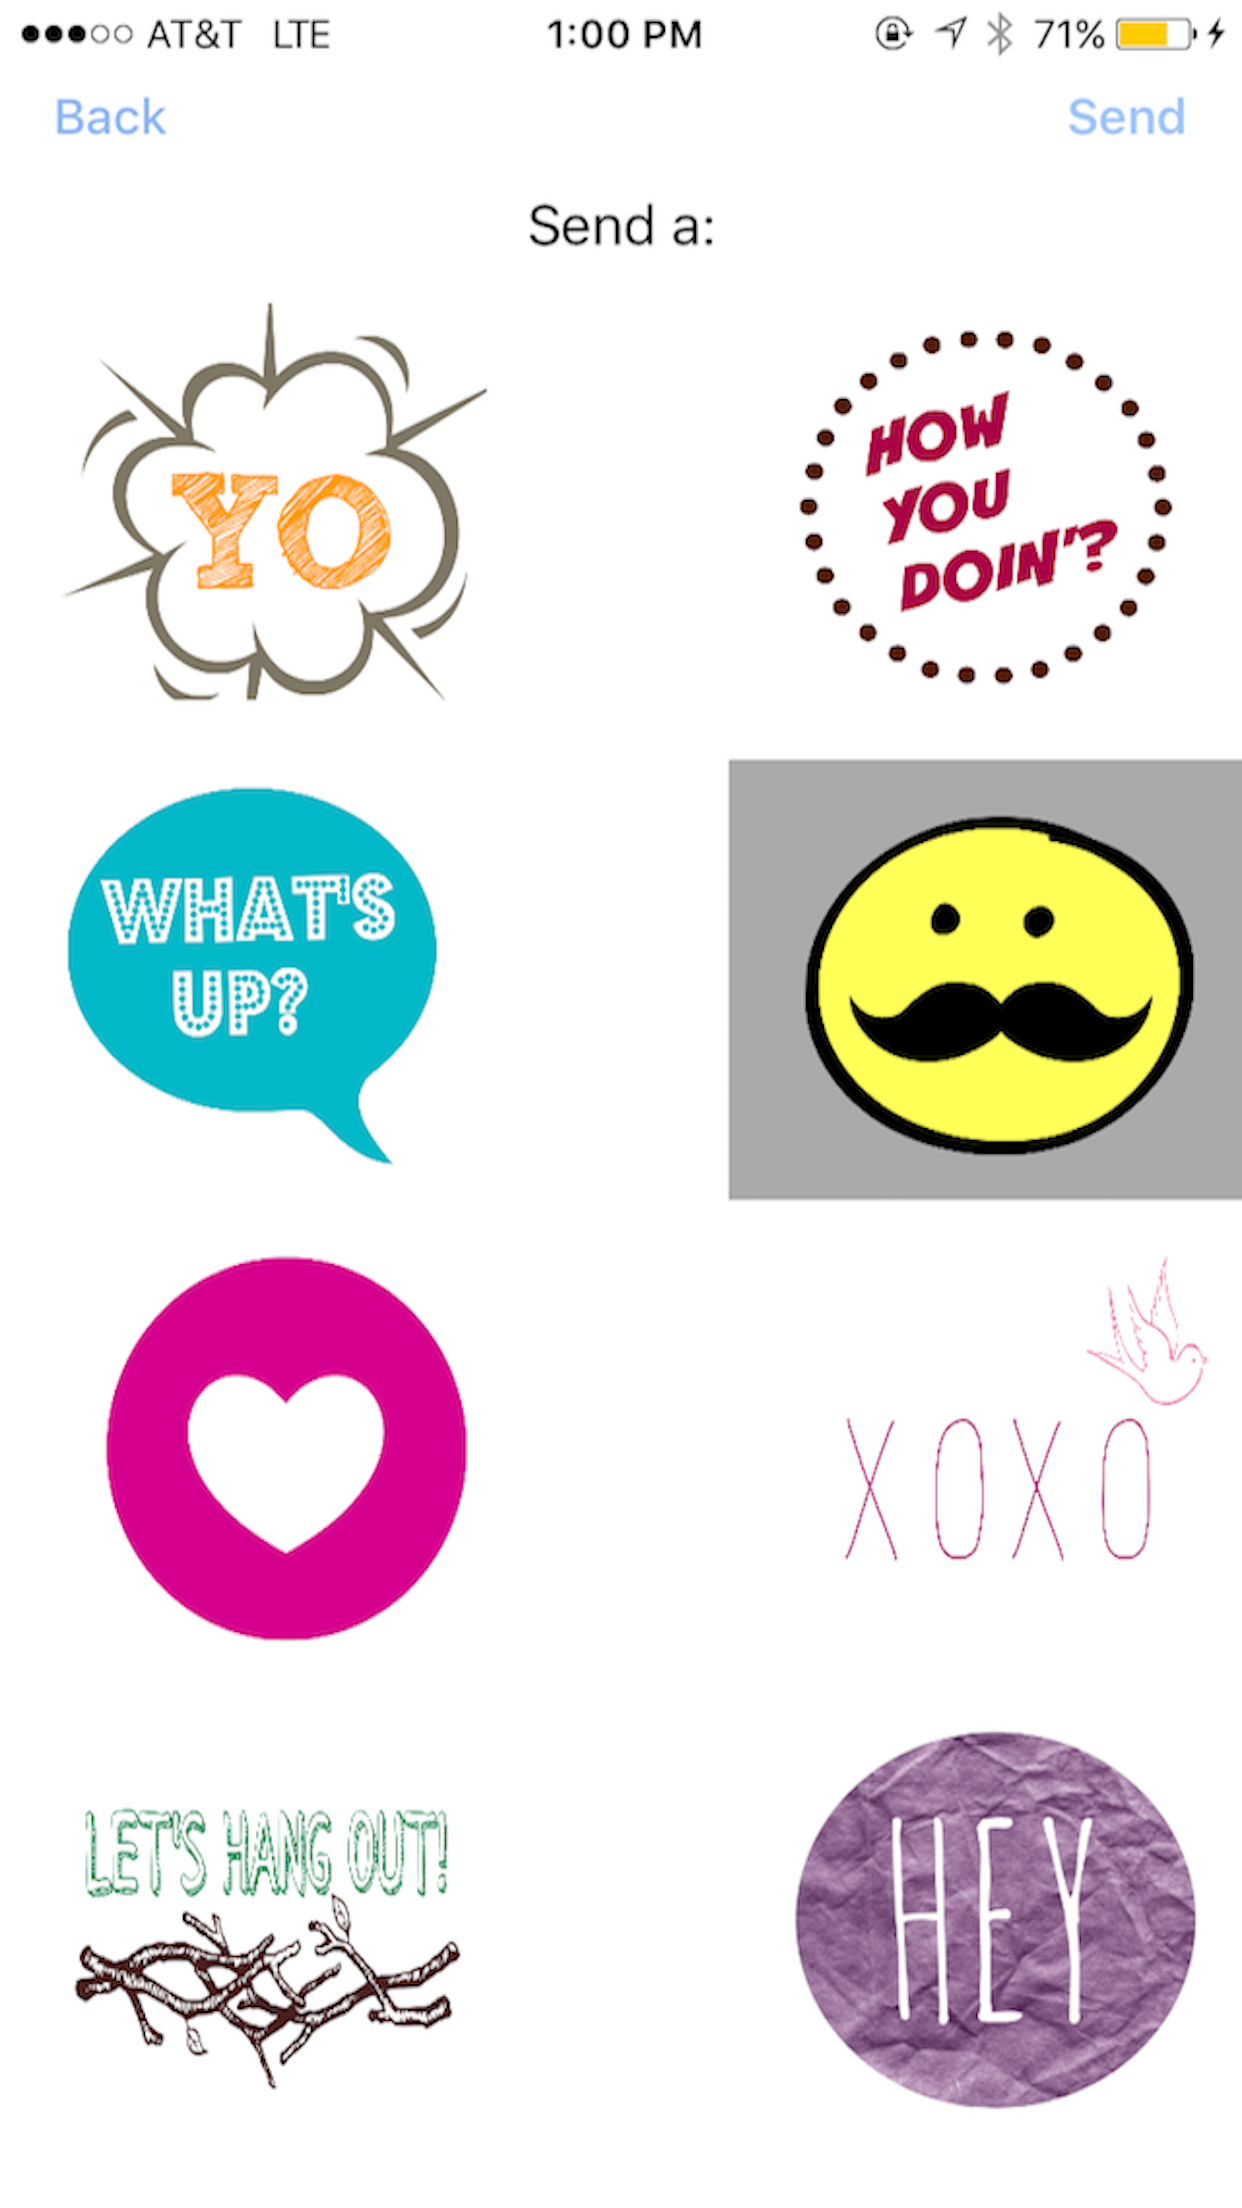 AT&T LTE 1:00 PM 71%
Back Send
Send a:
YO
HOW
YOU
DOIN'?
WHAT'S
UP?
XOXO
LET'S HANG OUT!
HEY